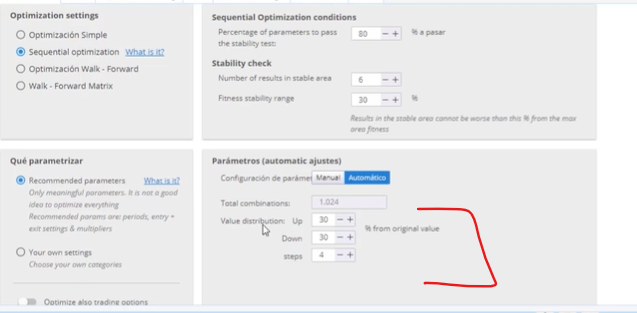 Optimization settings
Optimización Simple
Sequential optimization What is it?
Optimización Walk - Forward
Walk - Forward Matrix
Sequential Optimization conditions
Percentage of parameters to pass
the stability test:
80 − + % a pasar
Stability check
Number of results in stable area 6 − +
Fitness stability range 30 − + %
Results in the stable area cannot be worse than this % from the max
area fitness
Qué parametrizar
Recommended parameters What is it?
Only meaningful parameters. It is not a good
idea to optimize everything
Recommended params are: periods, entry +
exit settings & multipliers
Your own settings
Choose your own categories
Optimize also trading options
Parámetros (automatic ajustes)
Configuración de paráme Manual Automático
Total combinations: 1.024
Value distribution: Up 30 − +
Down 30 − +
steps 4 − +
% from original value